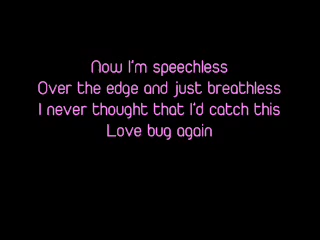 Now I'm speechless
Over the edge and just breathless
I never thought that I'd catch this
Love bug again